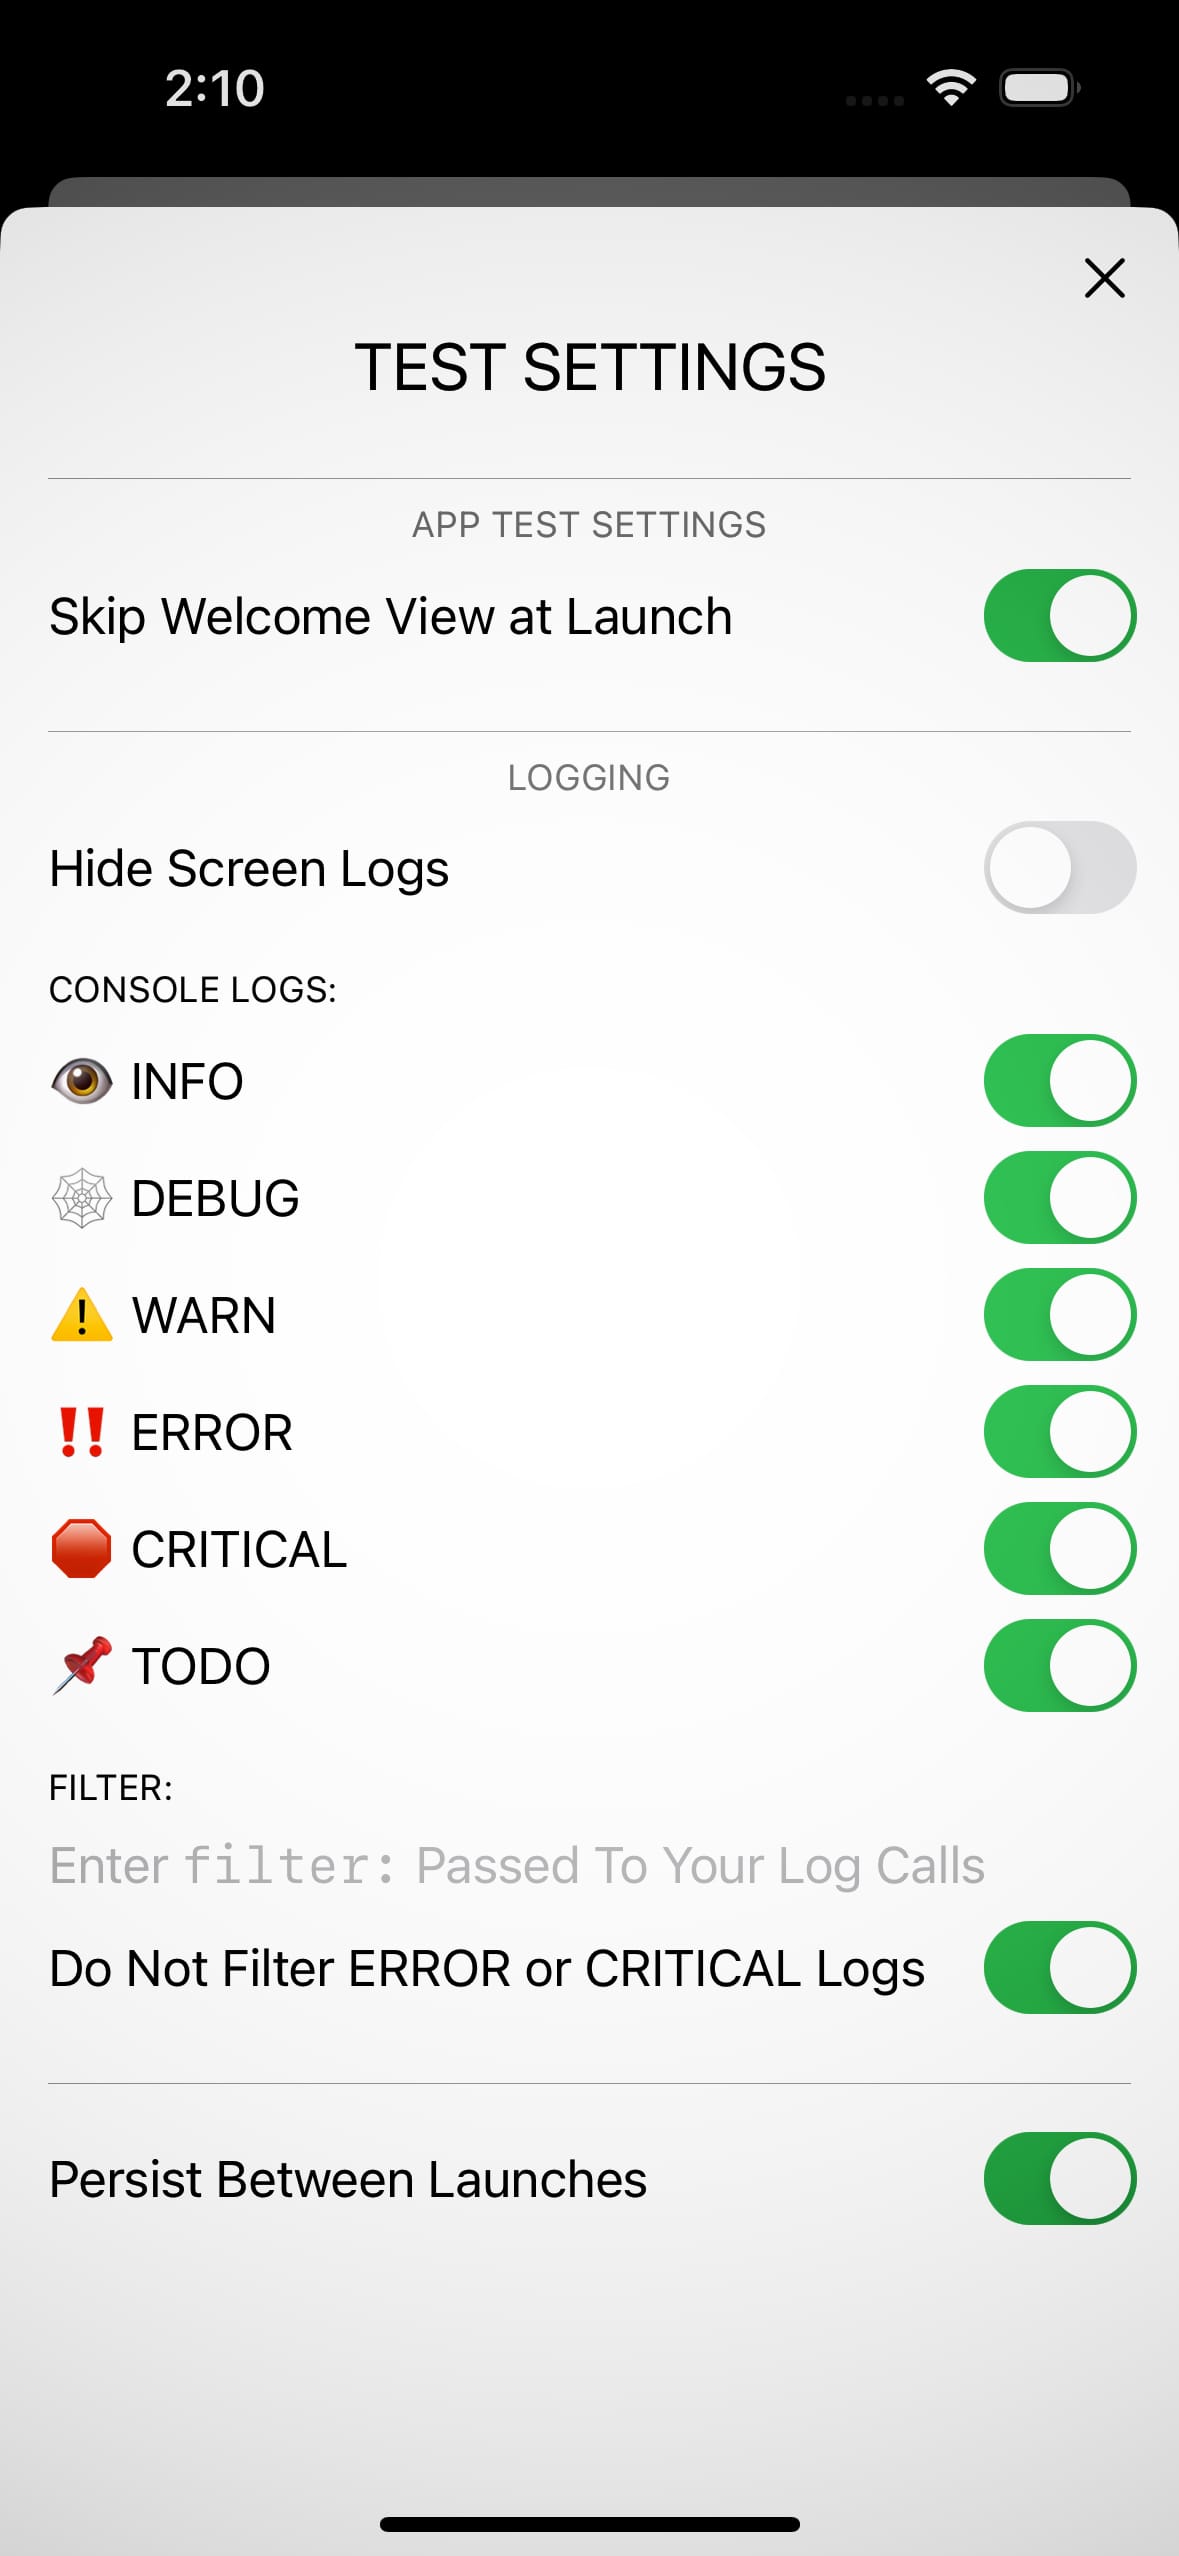 2:10
TEST SETTINGS
APP TEST SETTINGS
Skip Welcome View at Launch
LOGGING
Hide Screen Logs
CONSOLE LOGS:
👁️ INFO
🕸️ DEBUG
⚠️ WARN
‼️ ERROR
🛑 CRITICAL
📌 TODO
FILTER:
Enter filter: Passed To Your Log Calls
Do Not Filter ERROR or CRITICAL Logs
Persist Between Launches